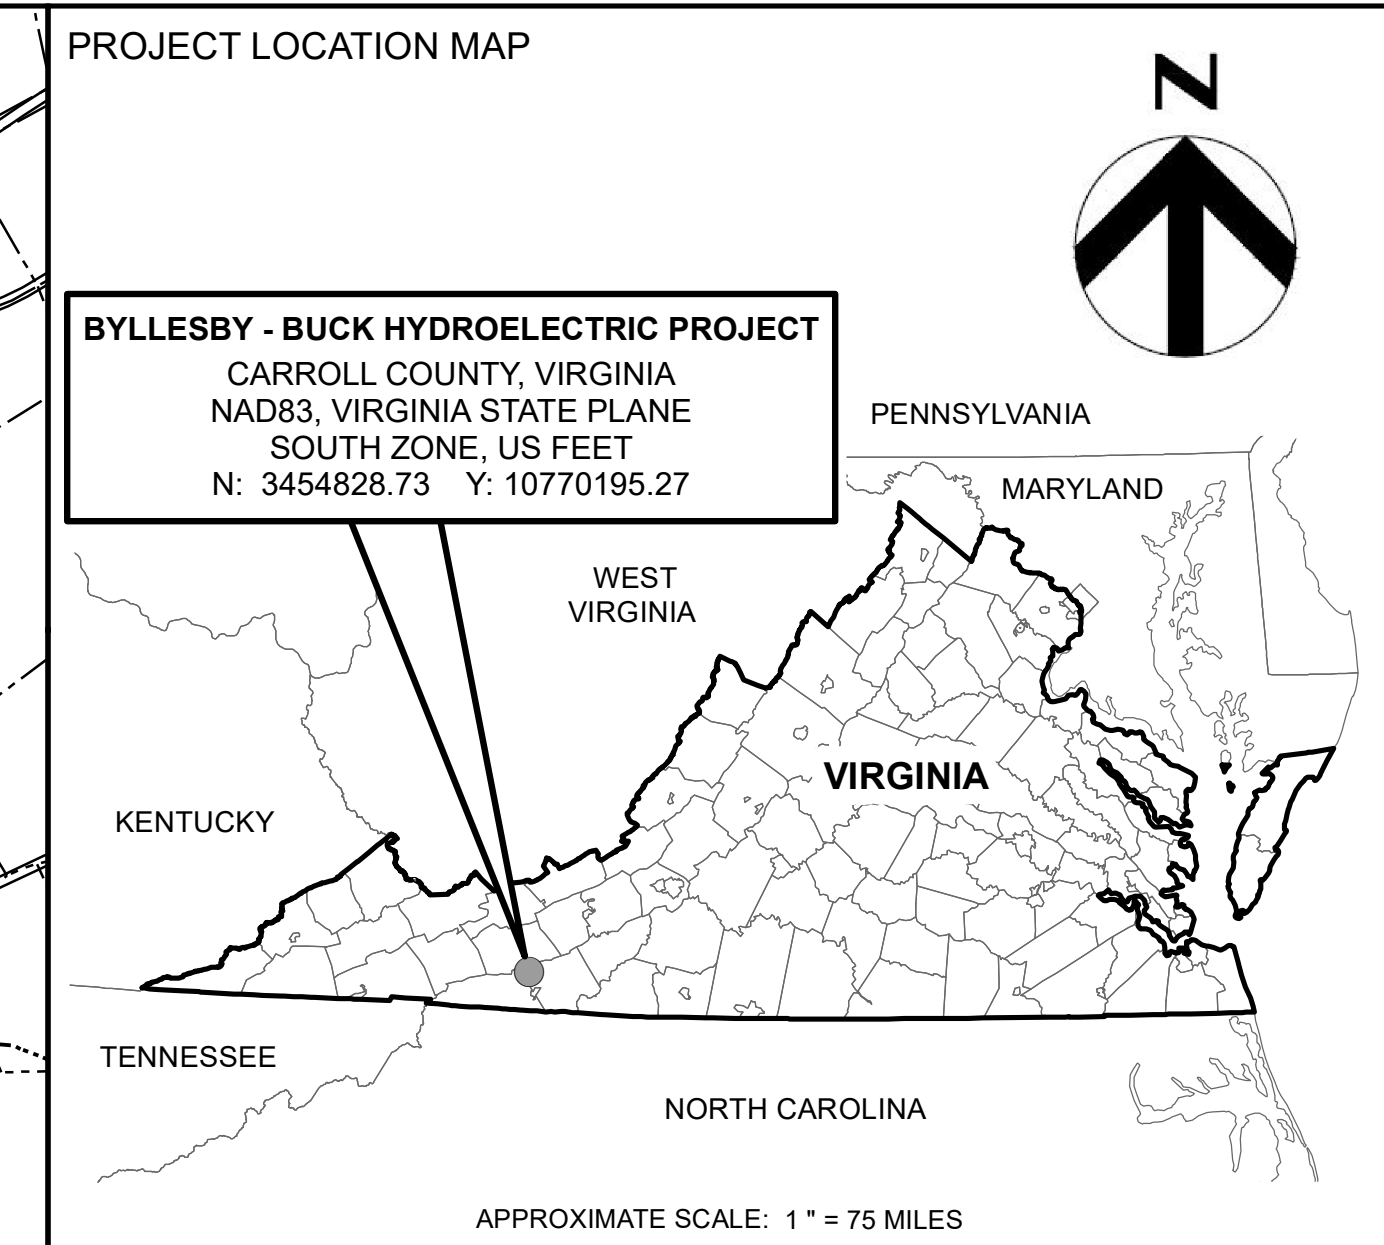 PROJECT LOCATION MAP
N
BYLLESBY - BUCK HYDROELECTRIC PROJECT
CARROLL COUNTY, VIRGINIA
NAD83, VIRGINIA STATE PLANE
SOUTH ZONE, US FEET
N: 3454828.73 Y: 10770195.27
PENNSYLVANIA
MARYLAND
WEST
VIRGINIA
VIRGINIA
KENTUCKY
TENNESSEE
NORTH CAROLINA
APPROXIMATE SCALE: 1 " = 75 MILES